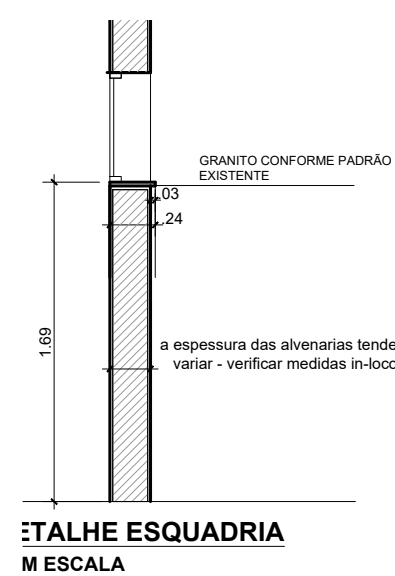 GRANITO CONFORME PADRÃO
EXISTENTE
.03
.24
1.69
a espessura das alvenarias tende
variar - verificar medidas in-loco
ETALHE ESQUADRIA
M ESCALA